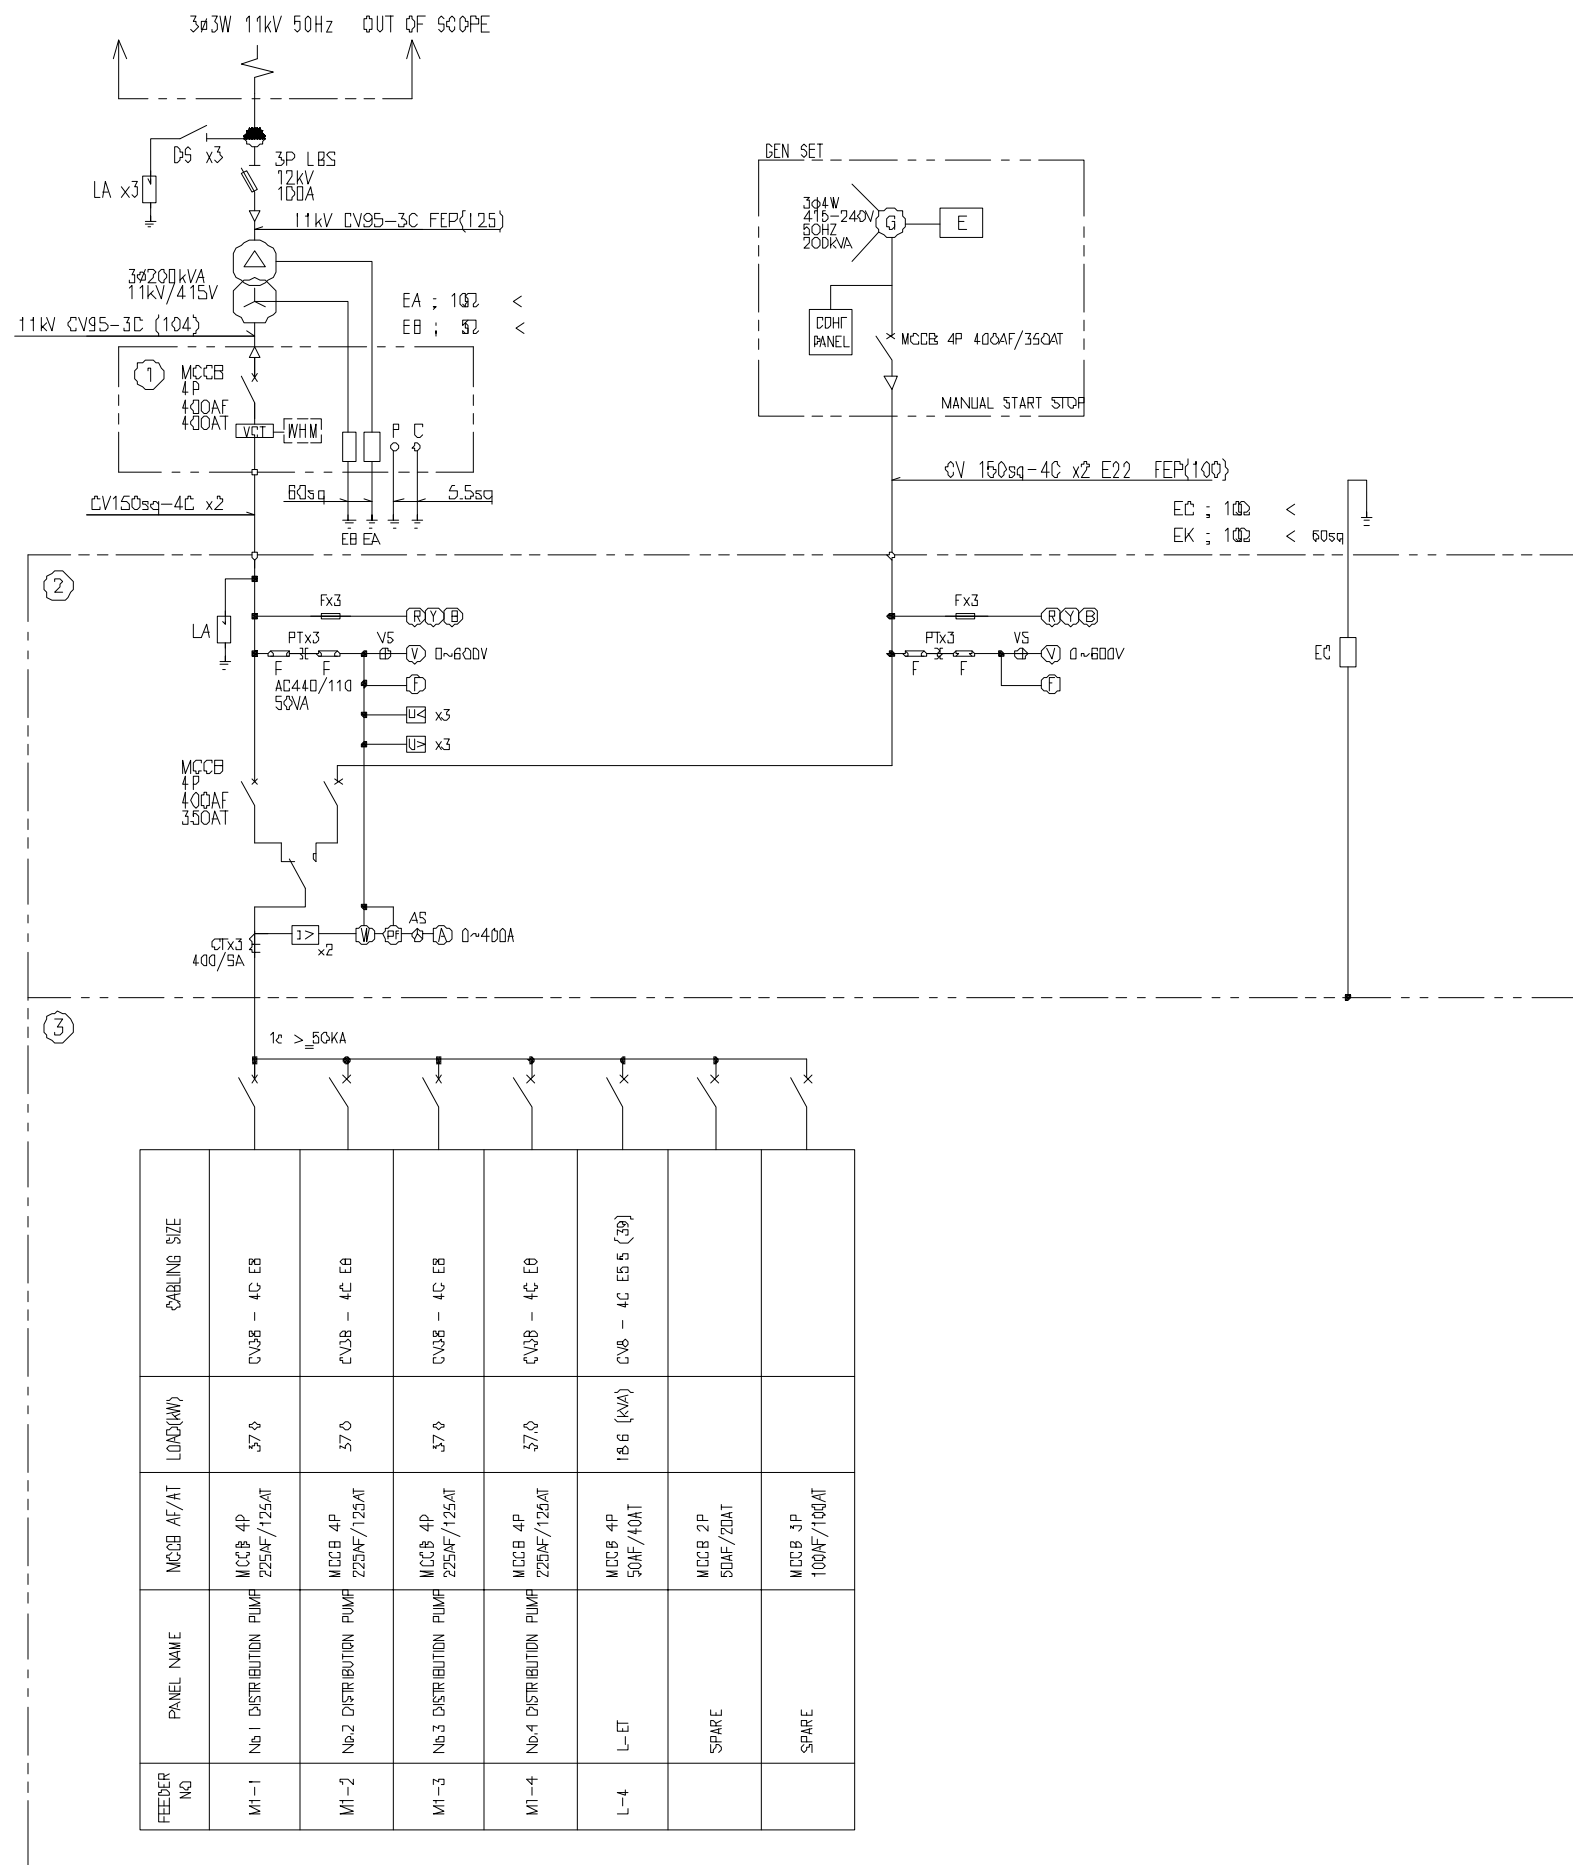 3ø3W 11kV 50Hz OUT OF SCOPE
DS x3
LA x3
3P LBS
12kV
100A
11kV CV95-3C FEP(125)
3ø200kVA
11kV/415V
EA ; 10Ω <
EB ; 5Ω <
11kV CV95-3C (104)
1
MCCB
4P
400AF
400AT
VCT
WHM
P C
60sq
5.5sq
CV150sq-4C x2
EB EA
GEN SET
3φ4W
415-240V
50HZ
200KVA
G
E
PANEL
MCCB 4P 400AF/350AT
MANUAL START STOP
CV 150sq-4C x2 E22 FEP(100)
EC ; 10Ω <
EK ; 10Ω < 60sq
EC
2
LA
Fx3
R Y B
PTx3
VS
V 0~600V
F F
F
AC440/110
50VA
U< x3
U> x3
Fx3
R Y B
PTx3
VS
V 0~600V
F F
F
MCCB
4P
400AF
350AT
CTx3
400/5A
I>
x2
W Pf
AS
A 0~400A
3
>_50KA
CABLING SIZE
CV38 - 4C E8
CV38 - 4C E8
CV38 - 4C E8
CV38 - 4C E8
CV8 - 4C E5 5 (39)
LOAD(kW)
37 0
37 0
37 0
37.0
18 6 (kVA)
MCCB AF/AT
MCCB 4P
225AF/125AT
MCCB 4P
225AF/125AT
MCCB 4P
225AF/125AT
MCCB 4P
225AF/125AT
MCCB 4P
50AF/40AT
MCCB 2P
50AF/20AT
MCCB 3P
100AF/100AT
PANEL NAME
No.1 DISTRIBUTION PUMP
No.2 DISTRIBUTION PUMP
No.3 DISTRIBUTION PUMP
No.4 DISTRIBUTION PUMP
L-ET
SPARE
SPARE
FEEDER
NO
M1-1
M1-2
M1-3
M1-4
L-4